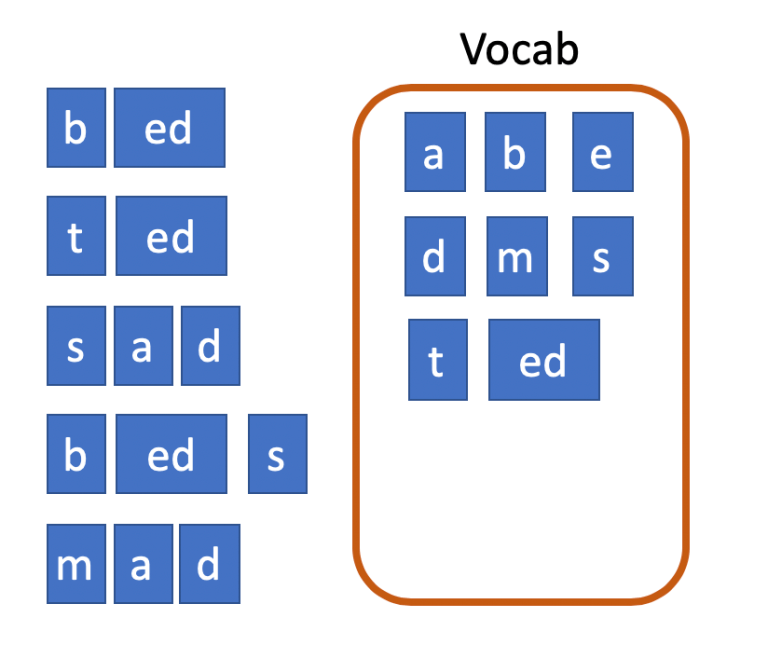 Vocab
b ed
t ed
s a d
b ed s
m a d
a b e
d m s
t ed